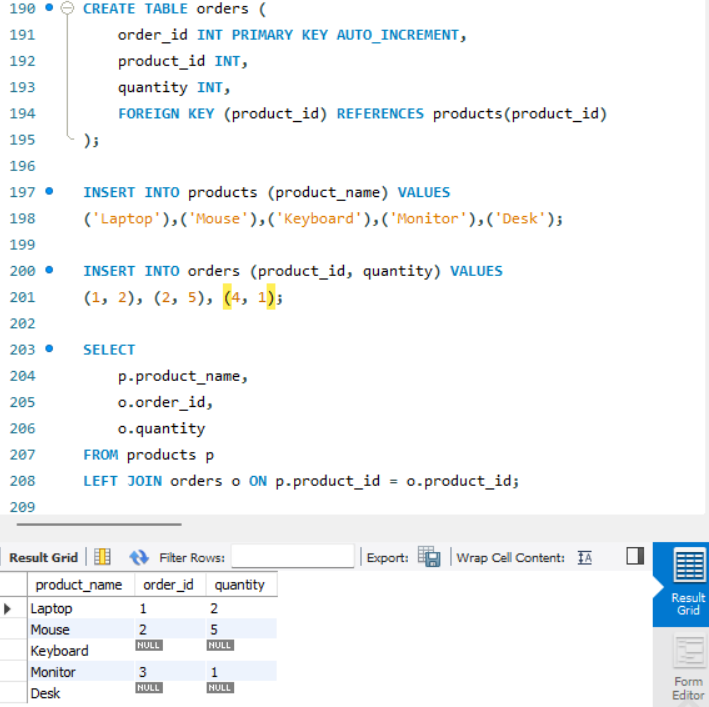 190 CREATE TABLE orders (
191 order_id INT PRIMARY KEY AUTO_INCREMENT,
192 product_id INT,
193 quantity INT,
194 FOREIGN KEY (product_id) REFERENCES products(product_id)
195 );
196
197 INSERT INTO products (product_name) VALUES
198 ('Laptop'),('Mouse'),('Keyboard'),('Monitor'),('Desk');
199
200 INSERT INTO orders (product_id, quantity) VALUES
201 (1, 2), (2, 5), (4, 1);
202
203 SELECT
204 p.product_name,
205 o.order_id,
206 o.quantity
207 FROM products p
208 LEFT JOIN orders o ON p.product_id = o.product_id;
209
Result Grid Filter Rows: Export: Wrap Cell Content: IA
product_name order_id quantity
Laptop 1 2
Mouse 2 5
Keyboard NULL NULL
Monitor 3 1
Desk NULL NULL
Result
Grid
Form
Editor